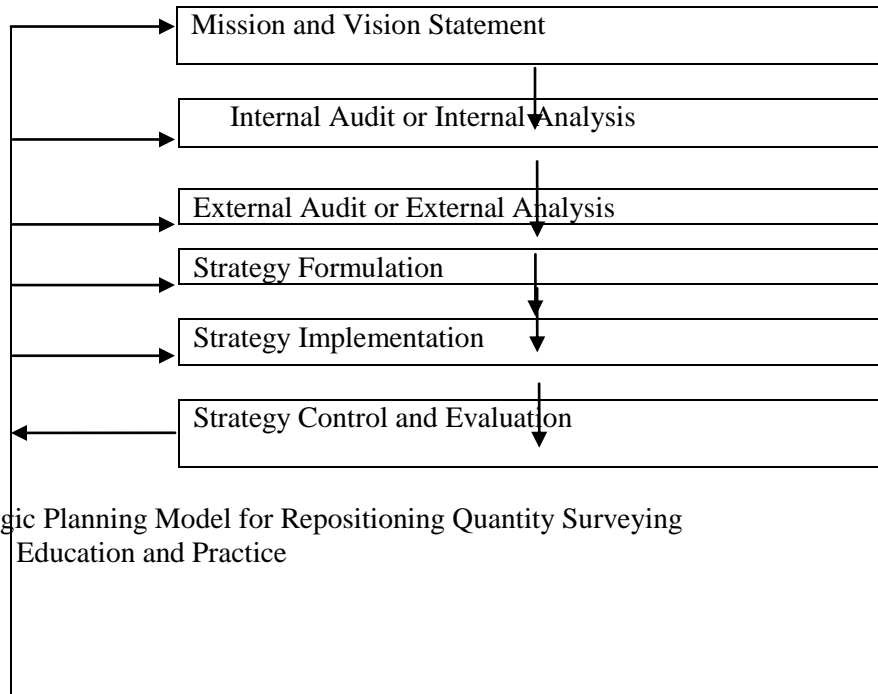 Mission and Vision Statement
Internal Audit or Internal Analysis
External Audit or External Analysis
Strategy Formulation
Strategy Implementation
Strategy Control and Evaluation
gic Planning Model for Repositioning Quantity Surveying
Education and Practice